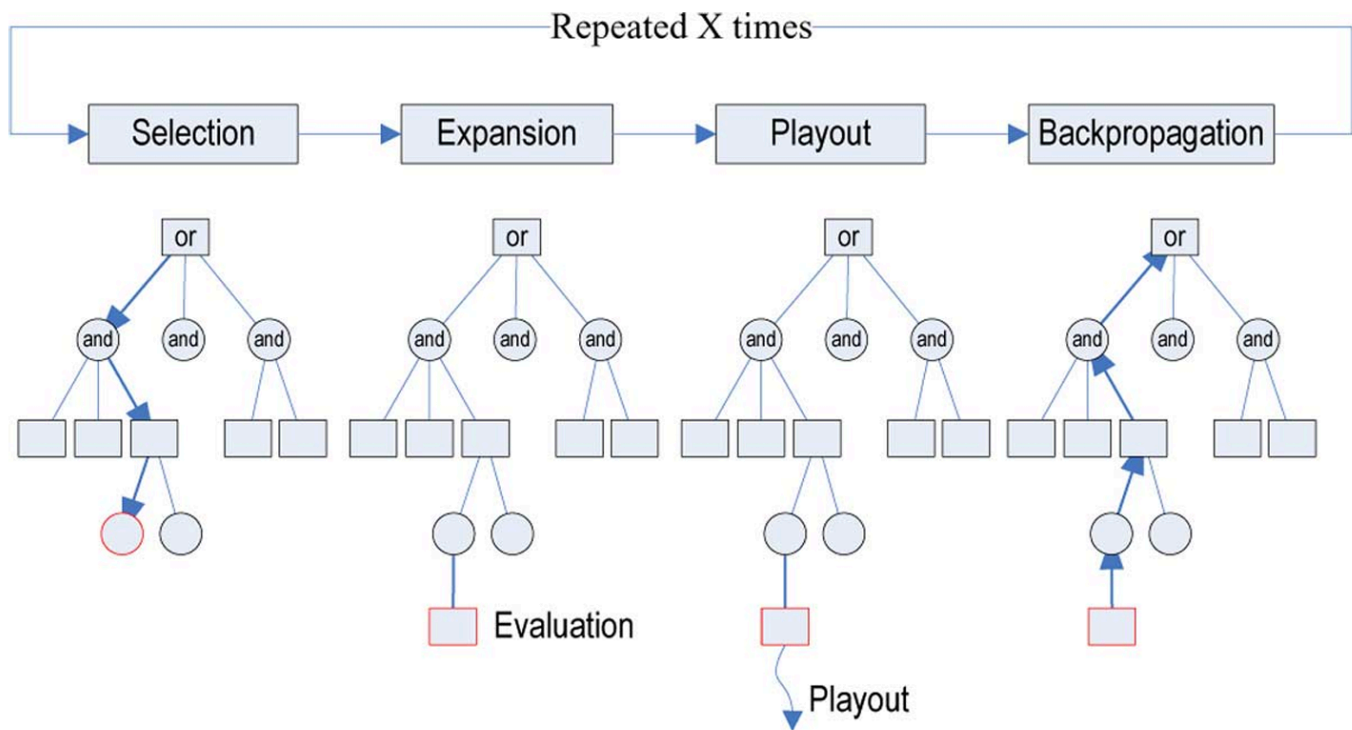 Repeated X times
Selection
Expansion
Playout
Backpropagation
or
or
or
or
and
and
and
and
and
and
and
and
and
and
and
and
Evaluation
Playout